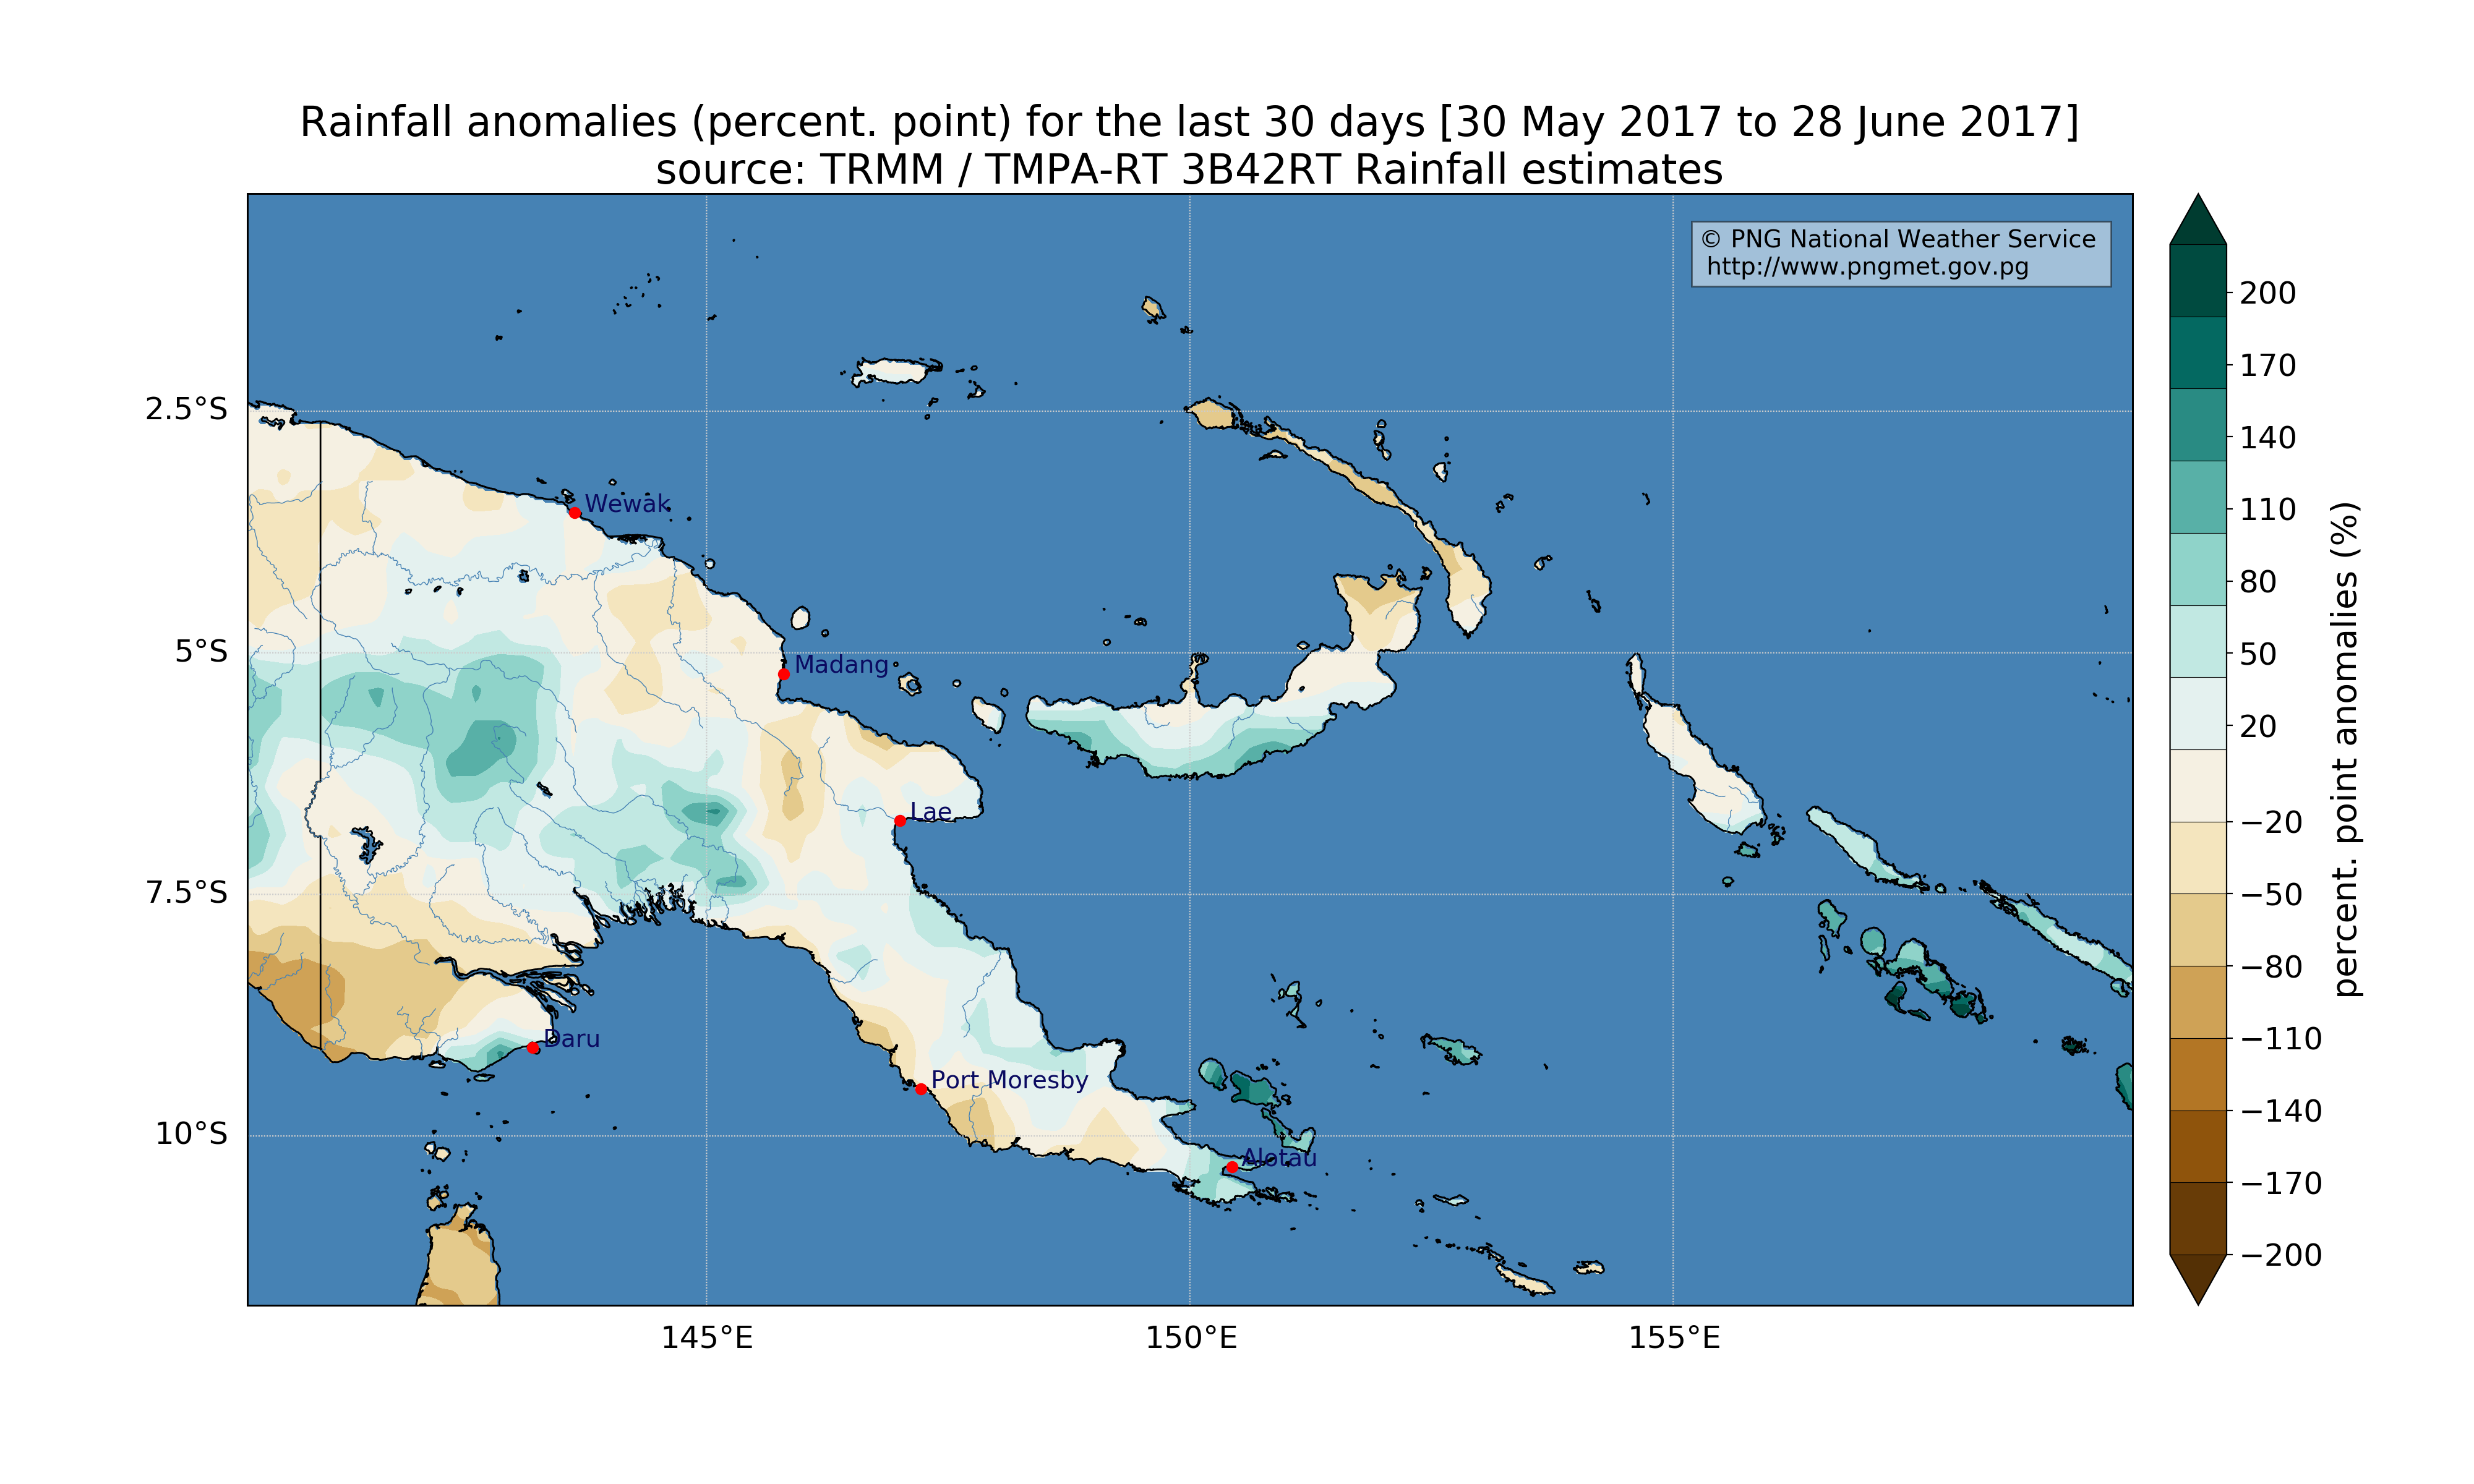 Rainfall anomalies (percent. point) for the last 30 days [30 May 2017 to 28 June 2017]
source: TRMM / TMPA-RT 3B42RT Rainfall estimates
© PNG National Weather Service
http://www.pngmet.gov.pg
2.5°S
5°S
7.5°S
10°S
145°E
150°E
155°E
Wewak
Madang
Lae
Daru
Port Moresby
Alotau
200
170
140
110
80
50
20
−20
−50
−80
−110
−140
−170
−200
percent. point anomalies (%)